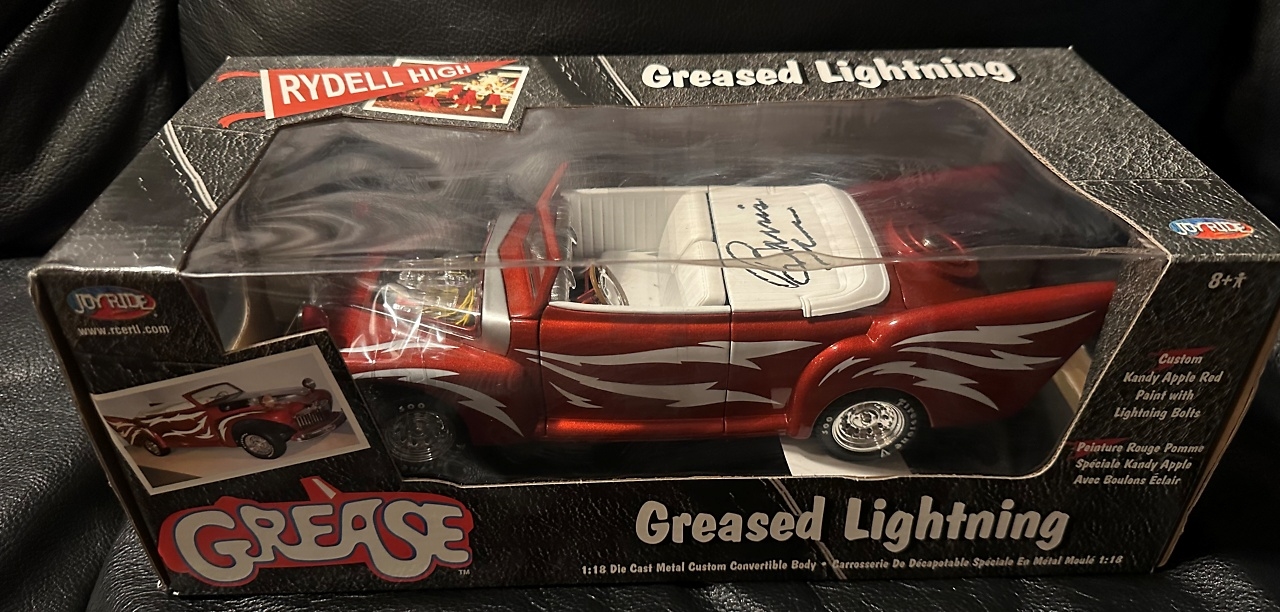 RYDELL HIGH
Greased Lightning
JOYRIDE
JOYRIDE
www.rcertl.com
8+
Custom
Kandy Apple Red
Paint with
Lightning Bolts
Peinture Rouge Pomme
Spéciale Kandy Apple
Avec Boulons Éclair
GREASE™
Greased Lightning
1:18 Die Cast Metal Custom Convertible Body • Carrosserie De Décapotable Spéciale En Métal Moulé 1:18